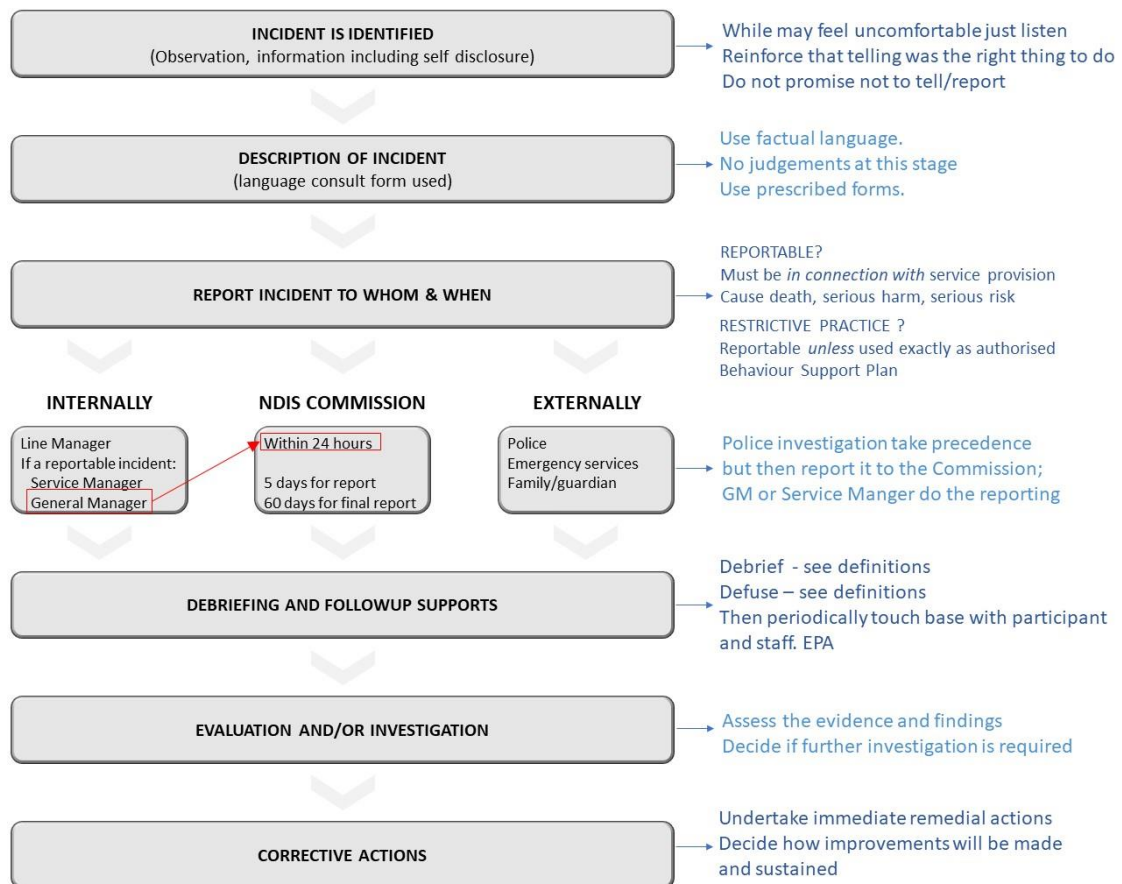 INCIDENT IS IDENTIFIED
(Observation, information including self disclosure)
While may feel uncomfortable just listen
Reinforce that telling was the right thing to do
Do not promise not to tell/report
DESCRIPTION OF INCIDENT
(language consult form used)
Use factual language.
No judgements at this stage
Use prescribed forms.
REPORT INCIDENT TO WHOM & WHEN
REPORTABLE?
Must be in connection with service provision
Cause death, serious harm, serious risk
RESTRICTIVE PRACTICE ?
Reportable unless used exactly as authorised
Behaviour Support Plan
INTERNALLY
Line Manager
If a reportable incident:
Service Manager
General Manager
NDIS COMMISSION
Within 24 hours
5 days for report
60 days for final report
EXTERNALLY
Police
Emergency services
Family/guardian
Police investigation take precedence
but then report it to the Commission;
GM or Service Manger do the reporting
DEBRIEFING AND FOLLOWUP SUPPORTS
Debrief - see definitions
Defuse – see definitions
Then periodically touch base with participant
and staff. EPA
EVALUATION AND/OR INVESTIGATION
Assess the evidence and findings
Decide if further investigation is required
CORRECTIVE ACTIONS
Undertake immediate remedial actions
Decide how improvements will be made
and sustained